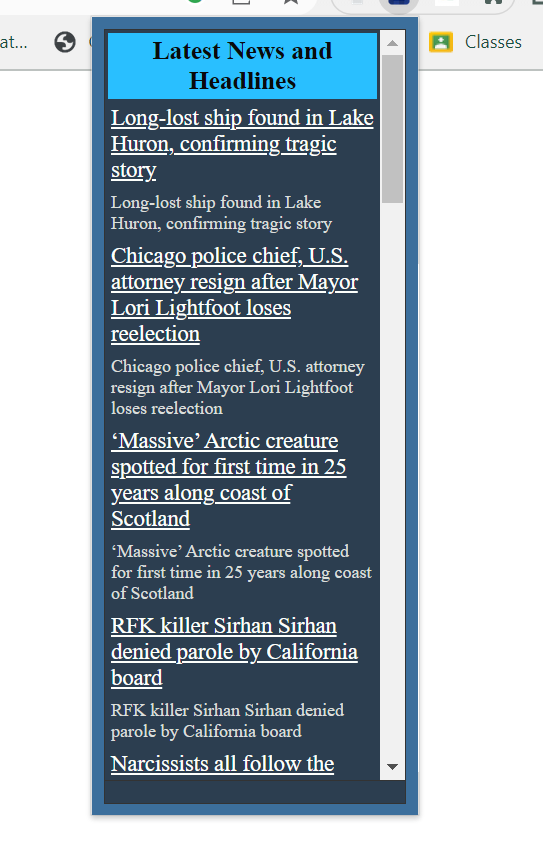 at...
Classes
Latest News and
Headlines
Long-lost ship found in Lake
Huron, confirming tragic
story
Long-lost ship found in Lake
Huron, confirming tragic story
Chicago police chief, U.S.
attorney resign after Mayor
Lori Lightfoot loses
reelection
Chicago police chief, U.S. attorney
resign after Mayor Lori Lightfoot
loses reelection
‘Massive’ Arctic creature
spotted for first time in 25
years along coast of
Scotland
‘Massive’ Arctic creature spotted
for first time in 25 years along coast
of Scotland
RFK killer Sirhan Sirhan
denied parole by California
board
RFK killer Sirhan Sirhan denied
parole by California board
Narcissists all follow the